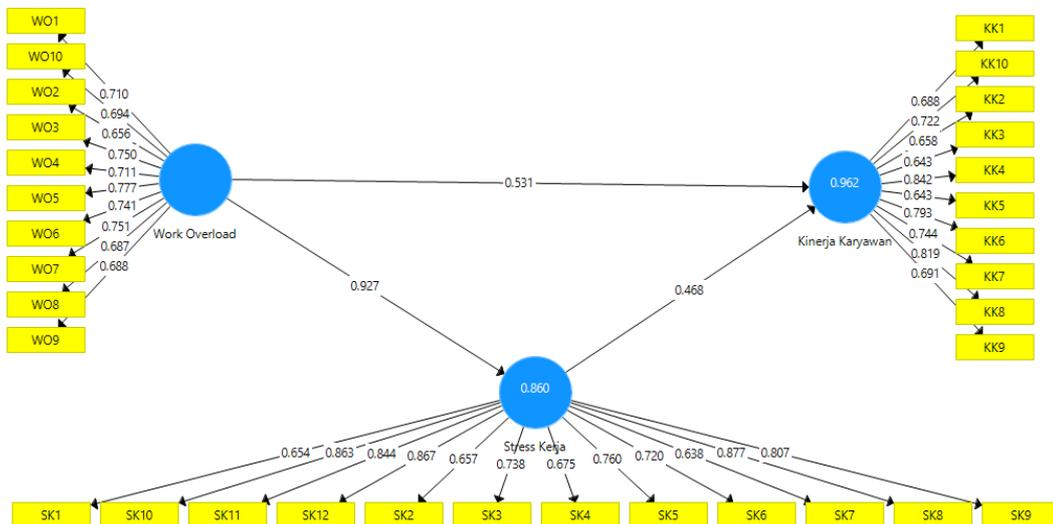 WO1
WO10
WO2
WO3
WO4
WO5
WO6
WO7
WO8
WO9
0.710
0.694
0.656
0.750
0.711
0.777
0.741
0.751
0.687
0.688
Work Overload
0.531
0.927
0.468
0.962
Kinerja Karyawan
0.688
0.722
0.658
0.643
0.842
0.643
0.793
0.744
0.819
0.691
KK1
KK10
KK2
KK3
KK4
KK5
KK6
KK7
KK8
KK9
0.860
Stress Kerja
0.654
0.863
0.844
0.867
0.657
0.738
0.675
0.760
0.720
0.638
0.877
0.807
SK1
SK10
SK11
SK12
SK2
SK3
SK4
SK5
SK6
SK7
SK8
SK9